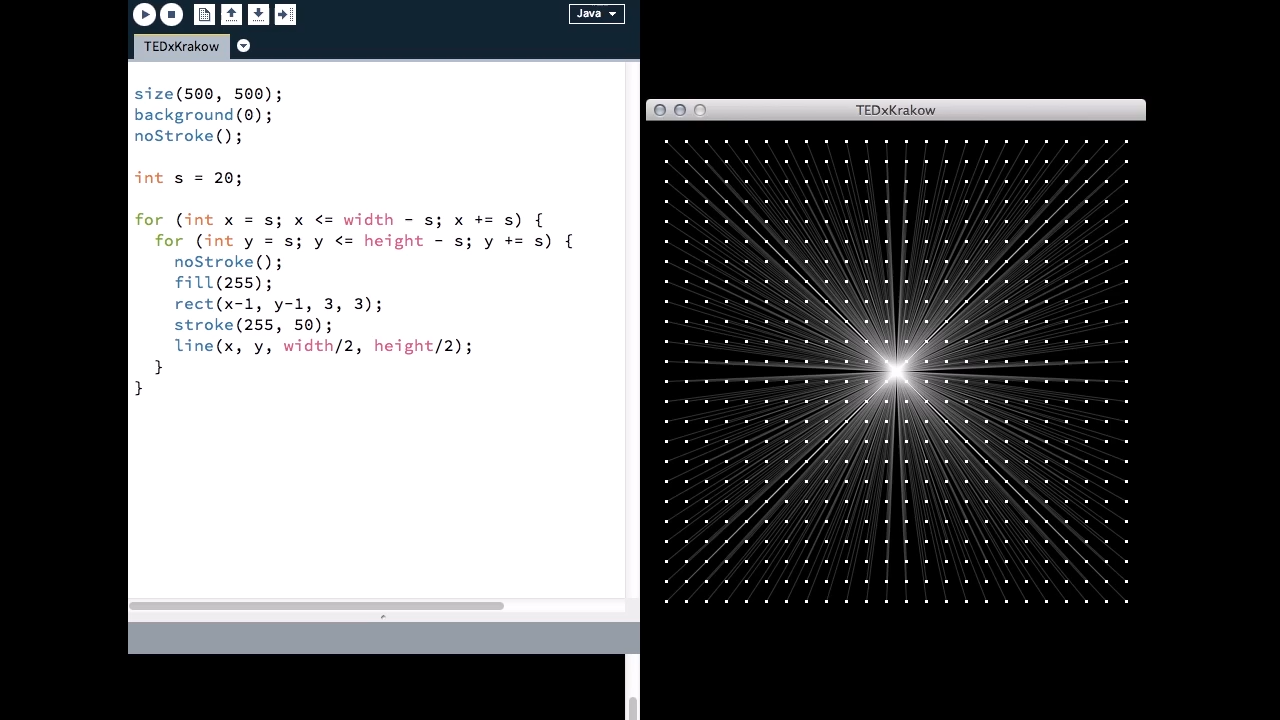 Java
TEDxKrakow
size(500, 500);
background(0);
noStroke();
int s = 20;
for (int x = s; x <= width - s; x += s) {
for (int y = s; y <= height - s; y += s) {
noStroke();
fill(255);
rect(x-1, y-1, 3, 3);
stroke(255, 50);
line(x, y, width/2, height/2);
}
}
TEDxKrakow